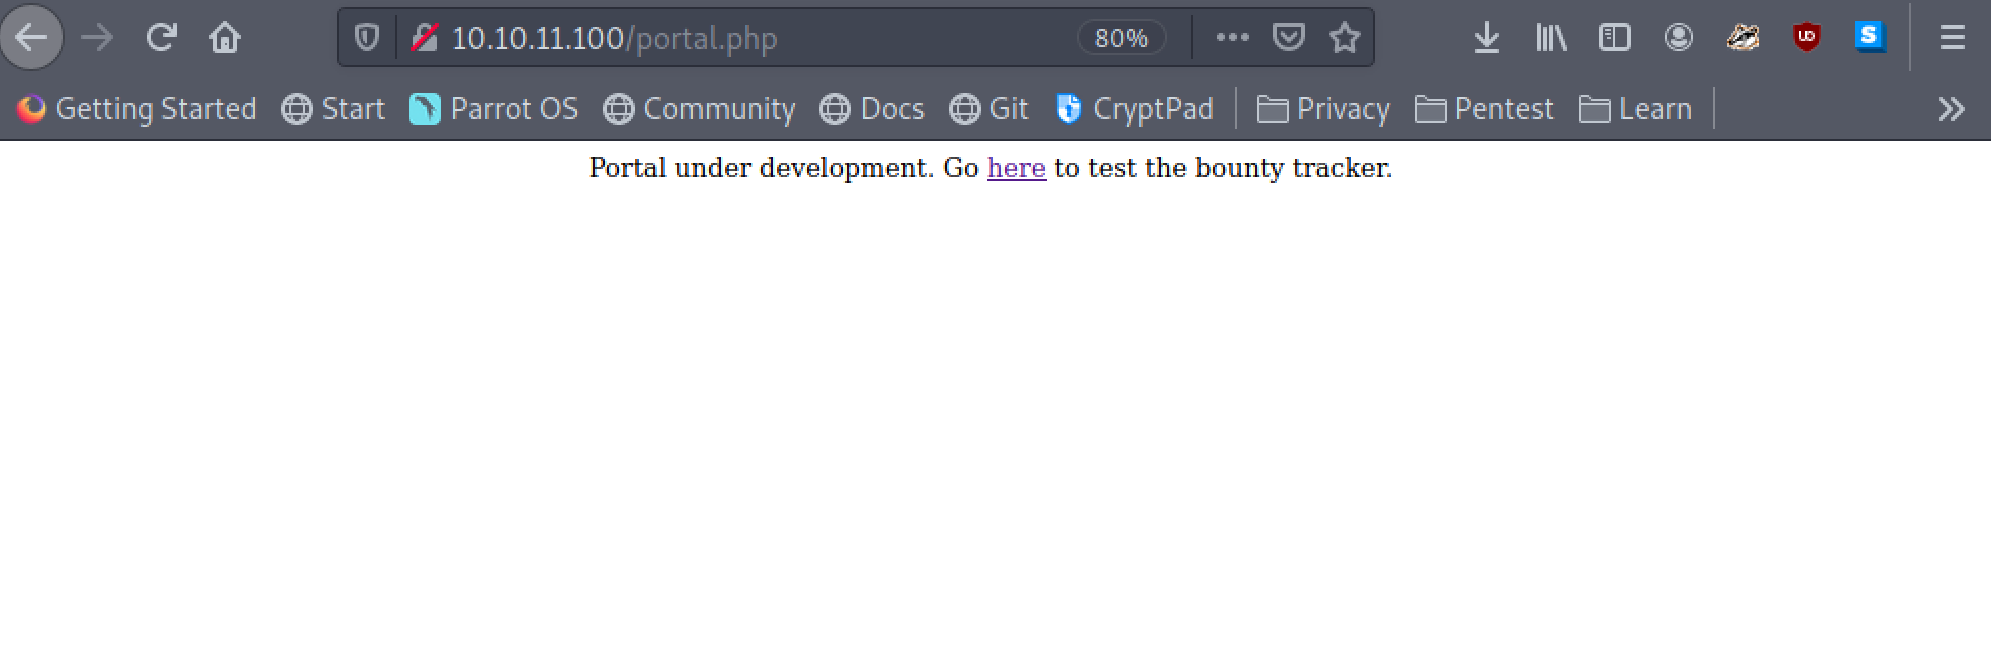 10.10.11.100/portal.php 80% UD S
Getting Started Start Parrot OS Community Docs Git CryptPad Privacy Pentest Learn
Portal under development. Go here to test the bounty tracker.